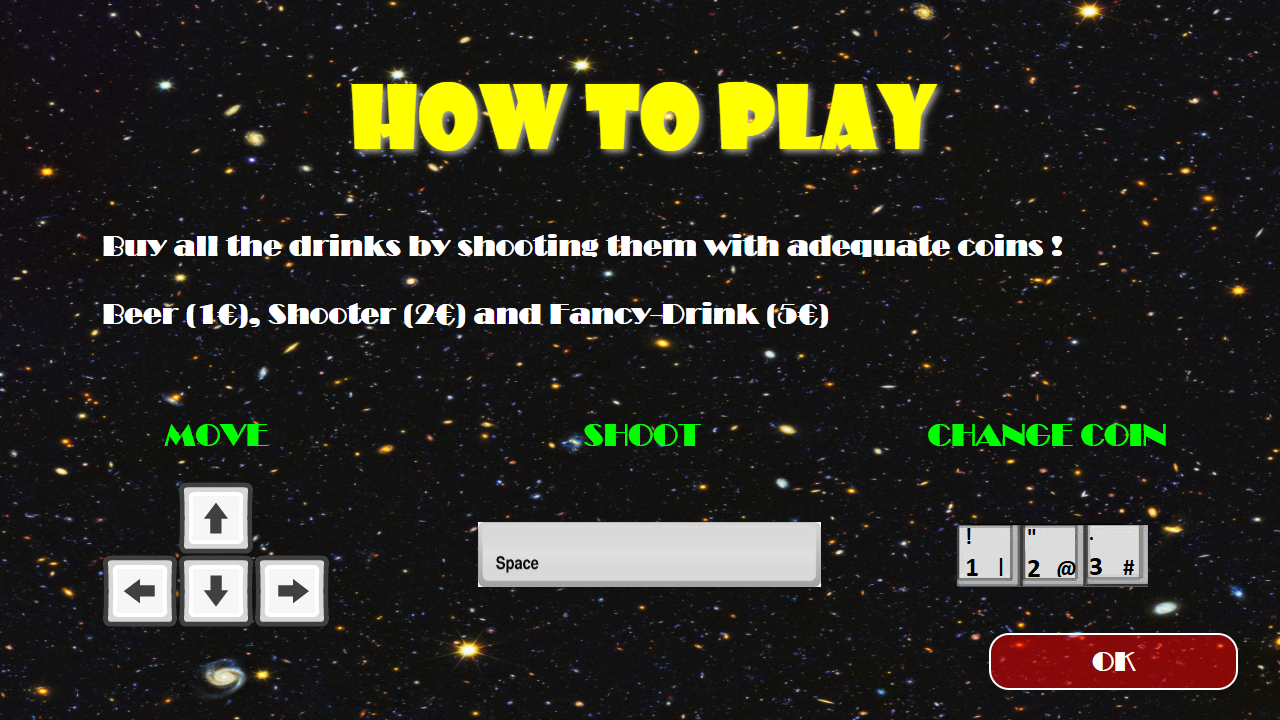 HOW TO PLAY
Buy all the drinks by shooting them with adequate coins !
Beer (1€), Shooter (2€) and Fancy-Drink (5€)
MOVE SHOOT CHANGE COIN
! " ·
Space 1 | 2 @ 3 #
OK